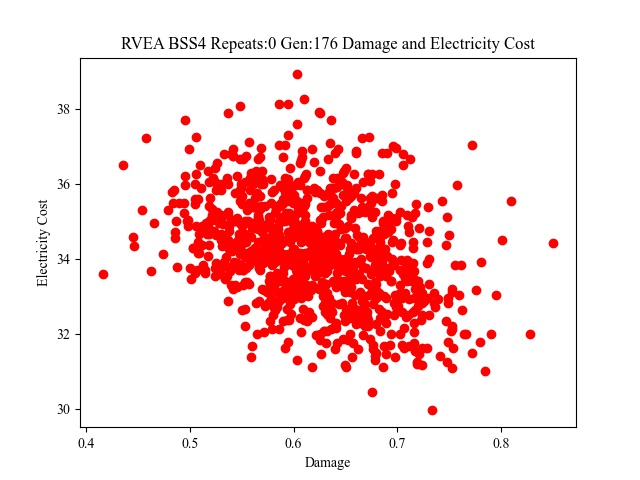 RVEA BSS4 Repeats:0 Gen:176 Damage and Electricity Cost
Electricity Cost
38
36
34
32
30
0.4 0.5 0.6 0.7 0.8
Damage